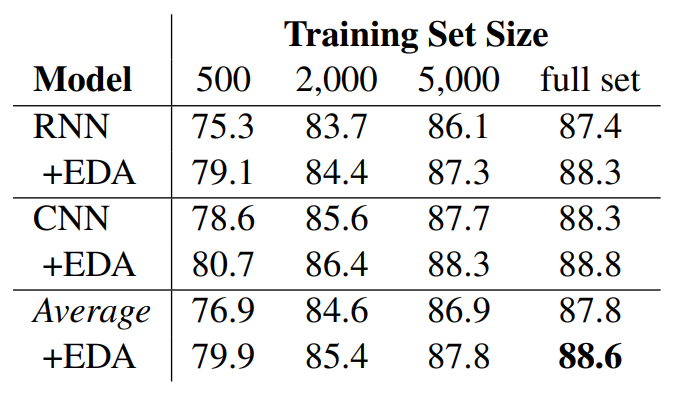 Training Set Size
Model 500 2,000 5,000 full set
RNN 75.3 83.7 86.1 87.4
+EDA 79.1 84.4 87.3 88.3
CNN 78.6 85.6 87.7 88.3
+EDA 80.7 86.4 88.3 88.8
Average 76.9 84.6 86.9 87.8
+EDA 79.9 85.4 87.8 88.6